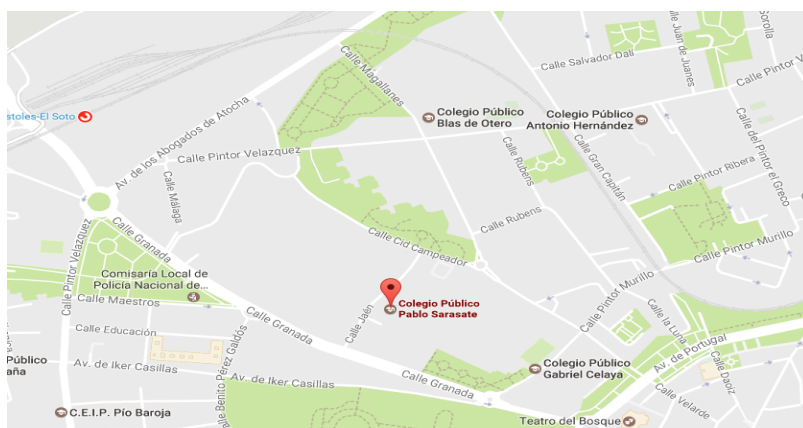 Sorolla
Calle Juan de Juanes
Calle Salvador Dalí
Calle Magallanes
Calle Pintor V
stoles-El Soto
Av. de los Abogados de Atocha
Colegio Público
Blas de Otero
Colegio Público
Antonio Hernández
Calle del Pintor el Greco
Calle Pintor Velazquez
Calle Rubens
Calle Gran Capitán
Calle Pintor Ribera
Calle Málaga
Calle Rubens
Calle Granada
Calle Cid Campeador
Calle Pintor Murillo
Calle Pintor Velazquez
Comisaría Local de
Policía Nacional de...
Calle Pintor Murillo
Calle Maestros
Colegio Público
Pablo Sarasate
Calle Granada
Calle Jaén
Calle la Luna
Calle Educación
Av. de Portugal
Público
aña
Av. de Iker Casillas
alle Benito Pérez Galdós
Colegio Público
Gabriel Celaya
Av. de Iker Casillas
Calle Granada
Calle Daoiz
C.E.I.P. Pío Baroja
Teatro del Bosque
Calle Velarde